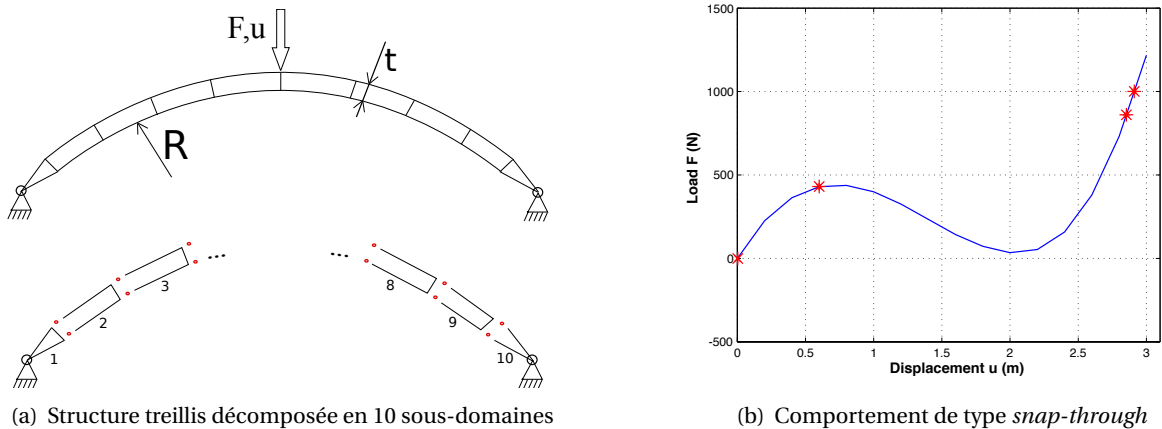 F,u
t
R
1
2
3
...
...
8
9
10
(a) Structure treillis décomposée en 10 sous-domaines
1500
1000
500
0
-500
Load F (N)
0
0.5
1
1.5
2
2.5
3
Displacement u (m)
(b) Comportement de type snap-through